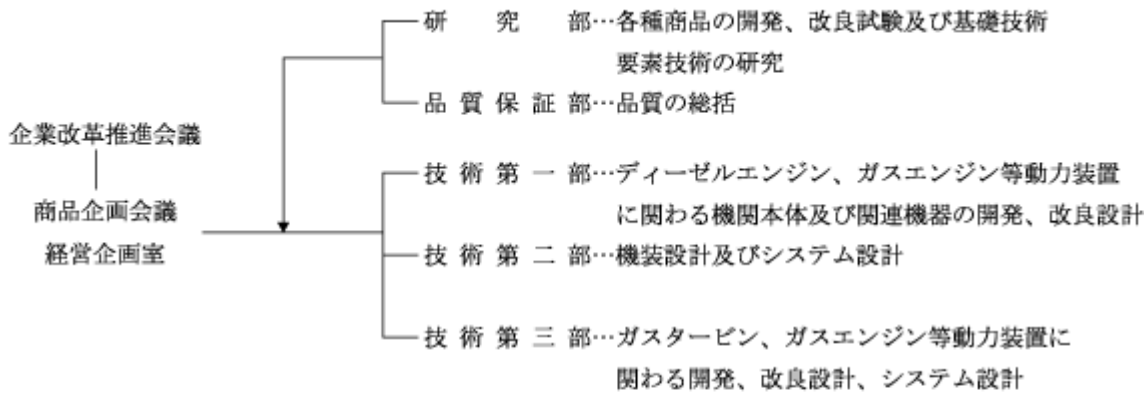 研究部…各種商品の開発、改良試験及び基礎技術
要素技術の研究
品質保証部…品質の総括
企業改革推進会議
商品企画会議
経営企画室
技術第一部…ディーゼルエンジン、ガスエンジン等動力装置
に関わる機関本体及び関連機器の開発、改良設計
技術第二部…機装設計及びシステム設計
技術第三部…ガスタービン、ガスエンジン等動力装置に
関わる開発、改良設計、システム設計